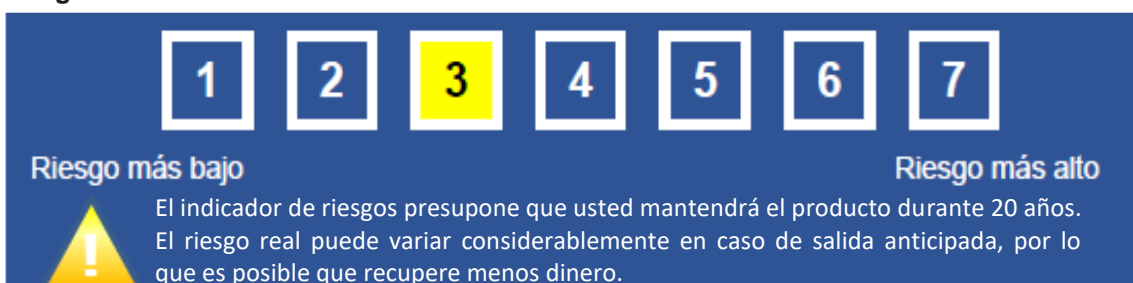 1 2 3 4 5 6 7
Riesgo más bajo Riesgo más alto
El indicador de riesgos presupone que usted mantendrá el producto durante 20 años.
El riesgo real puede variar considerablemente en caso de salida anticipada, por lo
que es posible que recupere menos dinero.